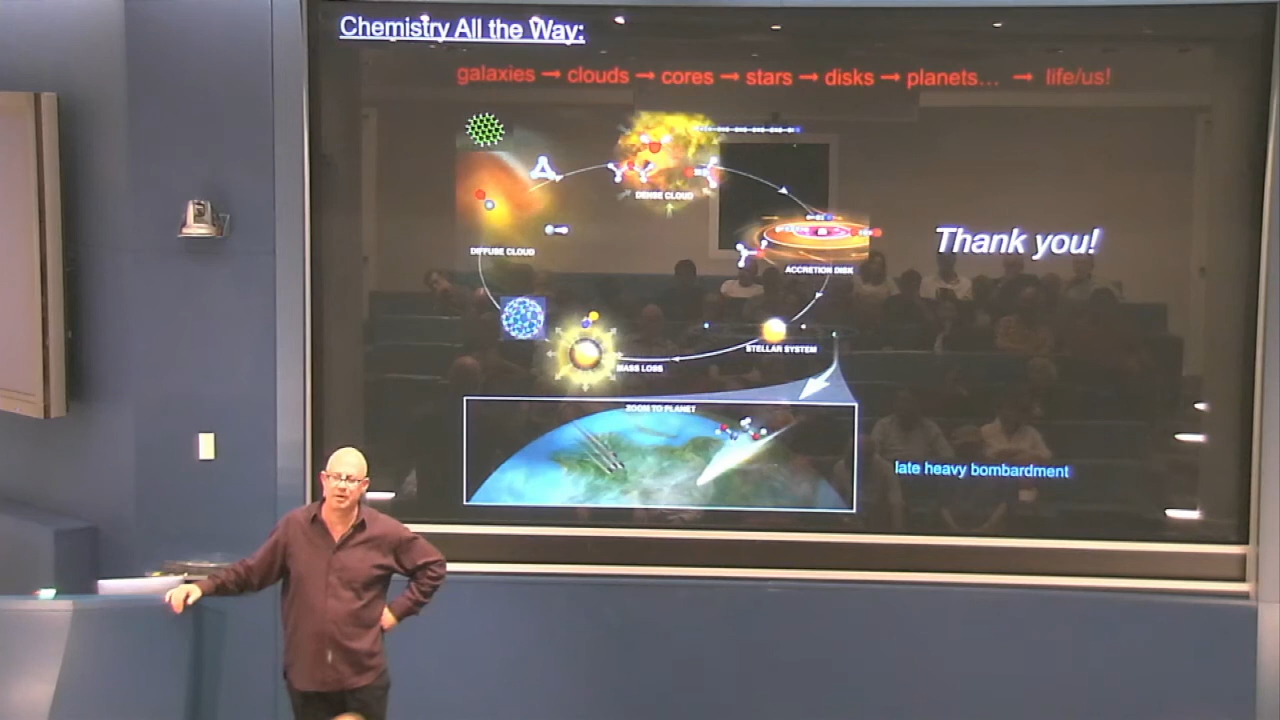 Chemistry All the Way:
galaxies → clouds → cores → stars → disks → planets... → life/us!
DENSE CLOUD
DIFFUSE CLOUD
Thank you!
ACCRETION DISK
STELLAR SYSTEM
MASS LOSS
ZOOM TO PLANET
late heavy bombardment